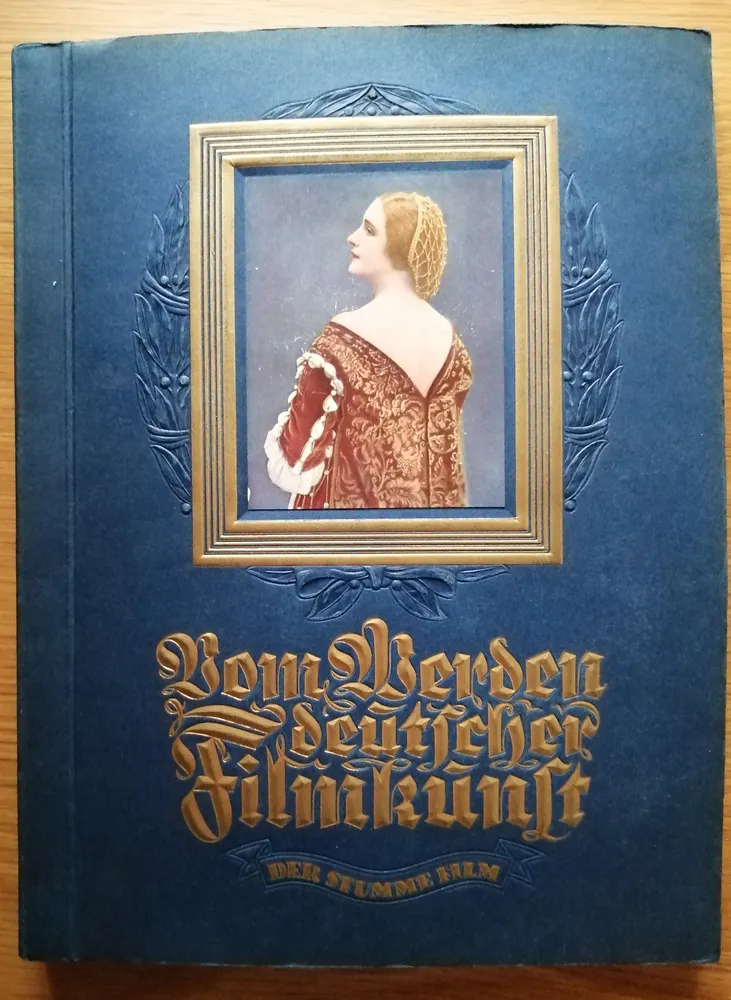 Vom Werden
deutscher
Filmkunst
DER STUMME FILM